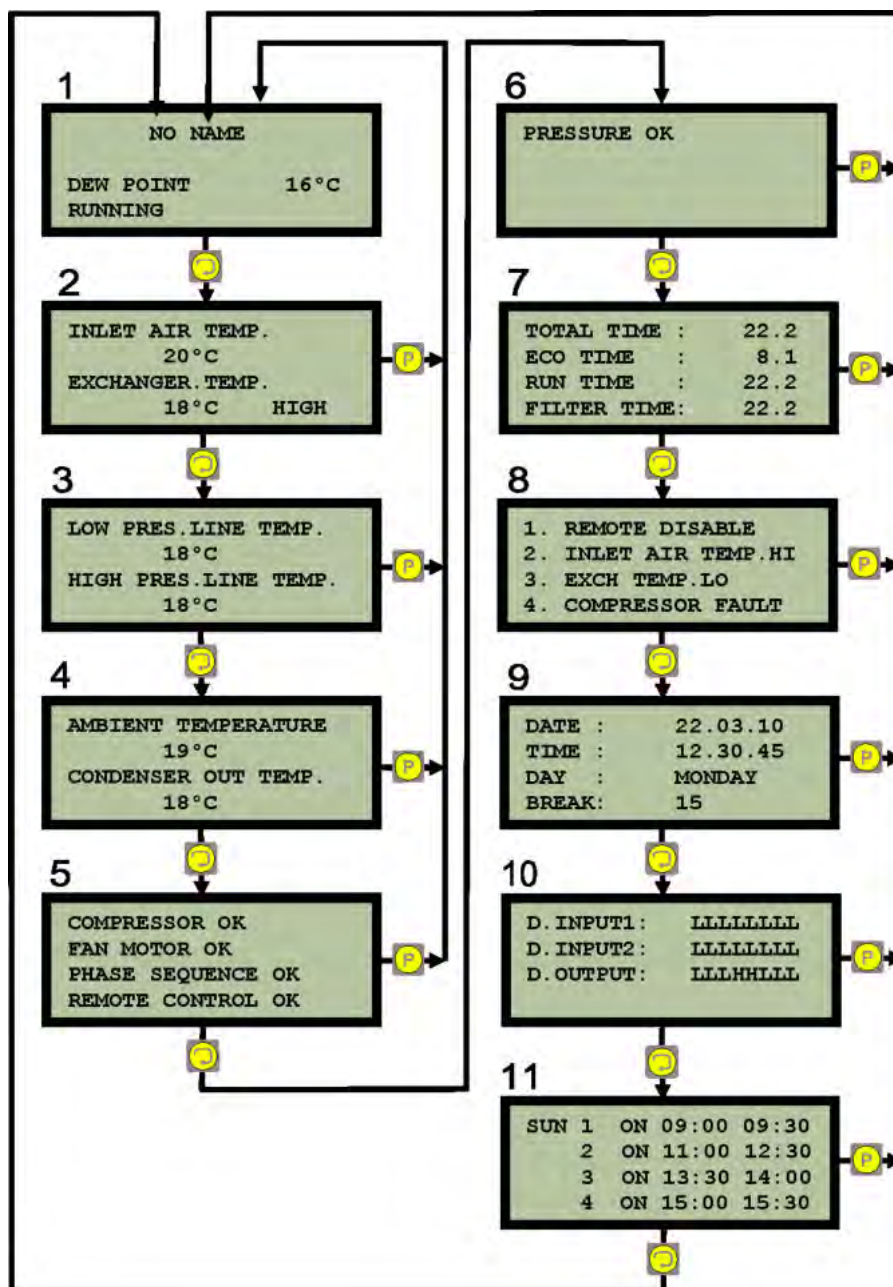 1
NO NAME
DEW POINT 16°C
RUNNING
2
INLET AIR TEMP.
20°C
EXCHANGER.TEMP.
18°C HIGH
P
3
LOW PRES.LINE TEMP.
18°C
HIGH PRES.LINE TEMP.
18°C
P
4
AMBIENT TEMPERATURE
19°C
CONDENSER OUT TEMP.
18°C
P
5
COMPRESSOR OK
FAN MOTOR OK
PHASE SEQUENCE OK
REMOTE CONTROL OK
P
6
PRESSURE OK
P
7
TOTAL TIME : 22.2
ECO TIME : 8.1
RUN TIME : 22.2
FILTER TIME: 22.2
P
8
1. REMOTE DISABLE
2. INLET AIR TEMP.HI
3. EXCH TEMP.LO
4. COMPRESSOR FAULT
P
9
DATE : 22.03.10
TIME : 12.30.45
DAY : MONDAY
BREAK: 15
P
10
D.INPUT1: LLLLLLLL
D.INPUT2: LLLLLLLL
D.OUTPUT: LLLHHLLL
P
11
SUN 1 ON 09:00 09:30
2 ON 11:00 12:30
3 ON 13:30 14:00
4 ON 15:00 15:30
P